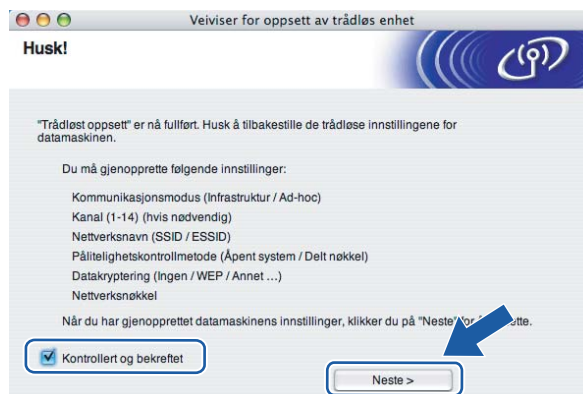 Veiviser for oppsett av trådløs enhet
Husk!
"Trådløst oppsett" er nå fullført. Husk å tilbakestille de trådløse innstillingene for
datamaskinen.
Du må gjenopprette følgende innstillinger:
Kommunikasjonsmodus (Infrastruktur / Ad-hoc)
Kanal (1-14) (hvis nødvendig)
Nettverksnavn (SSID / ESSID)
Pålitelighetskontrollmetode (Åpent system / Delt nøkkel)
Datakryptering (Ingen / WEP / Annet ...)
Nettverksnøkkel
Når du har gjenopprettet datamaskinens innstillinger, klikker du på "Neste" for
Kontrollert og bekreftet
Neste >